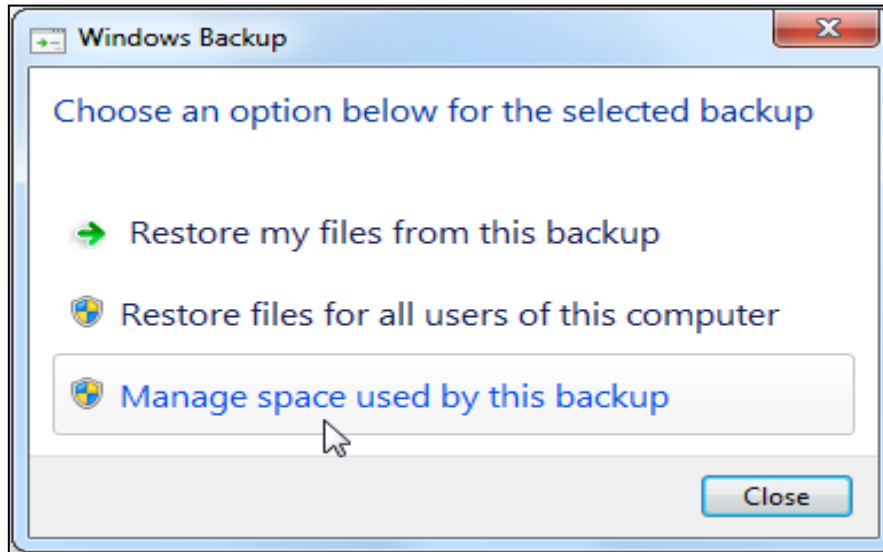 Windows Backup
Choose an option below for the selected backup
Restore my files from this backup
Restore files for all users of this computer
Manage space used by this backup
Close